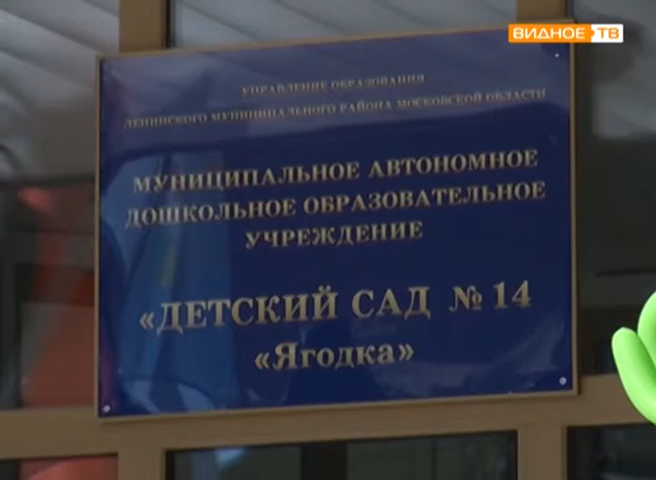 ВИДНОЕ ТВ
УПРАВЛЕНИЕ ОБРАЗОВАНИЯ
ЛЕНИНСКОГО МУНИЦИПАЛЬНОГО РАЙОНА МОСКОВСКОЙ ОБЛАСТИ
МУНИЦИПАЛЬНОЕ АВТОНОМНОЕ
ДОШКОЛЬНОЕ ОБРАЗОВАТЕЛЬНОЕ
УЧРЕЖДЕНИЕ
«ДЕТСКИЙ САД № 14
«Ягодка»